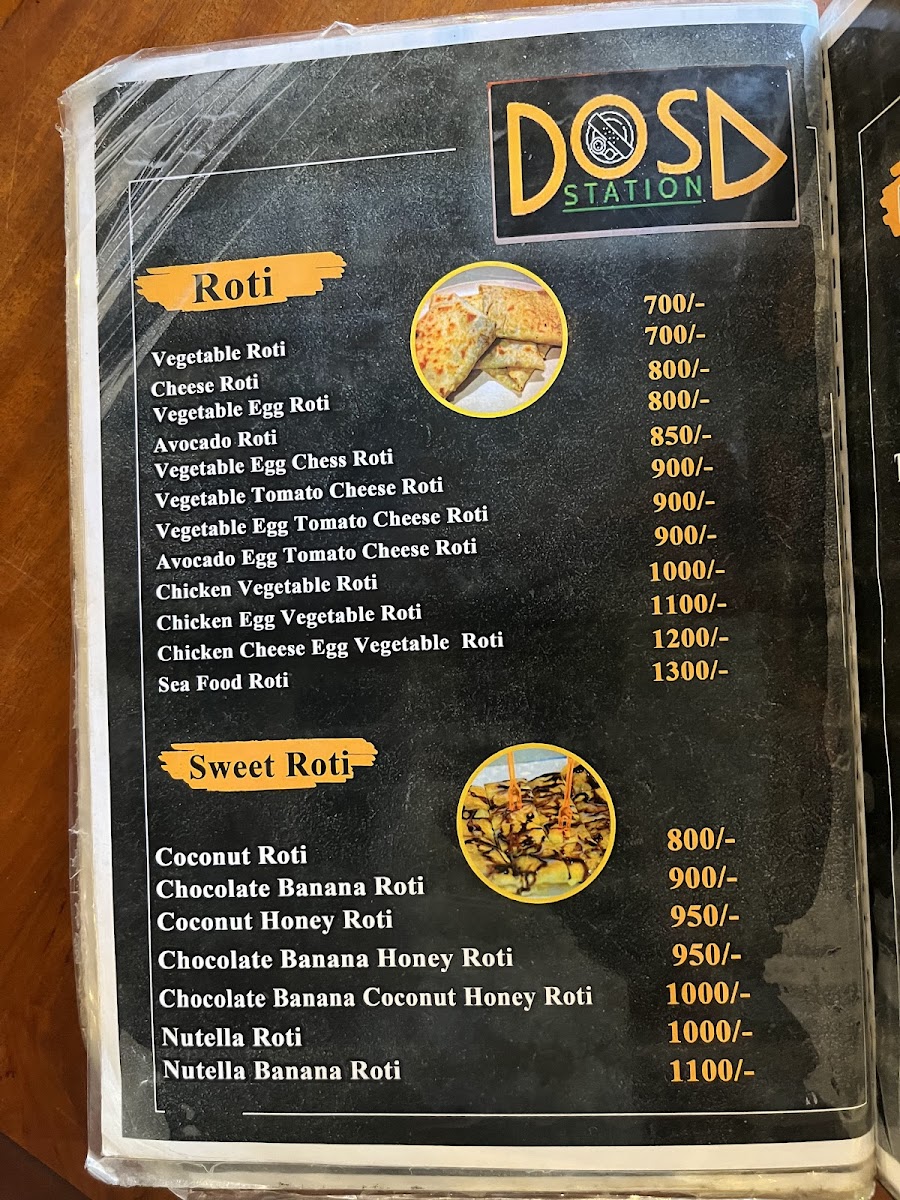 DOSA
STATION
Roti
Vegetable Roti 700/-
Cheese Roti 700/-
Vegetable Egg Roti 800/-
Avocado Roti 800/-
Vegetable Egg Chess Roti 850/-
Vegetable Tomato Cheese Roti 900/-
Vegetable Egg Tomato Cheese Roti 900/-
Avocado Egg Tomato Cheese Roti 900/-
Chicken Vegetable Roti 1000/-
Chicken Egg Vegetable Roti 1100/-
Chicken Cheese Egg Vegetable Roti 1200/-
Sea Food Roti 1300/-
Sweet Roti
Coconut Roti 800/-
Chocolate Banana Roti 900/-
Coconut Honey Roti 950/-
Chocolate Banana Honey Roti 950/-
Chocolate Banana Coconut Honey Roti 1000/-
Nutella Roti 1000/-
Nutella Banana Roti 1100/-